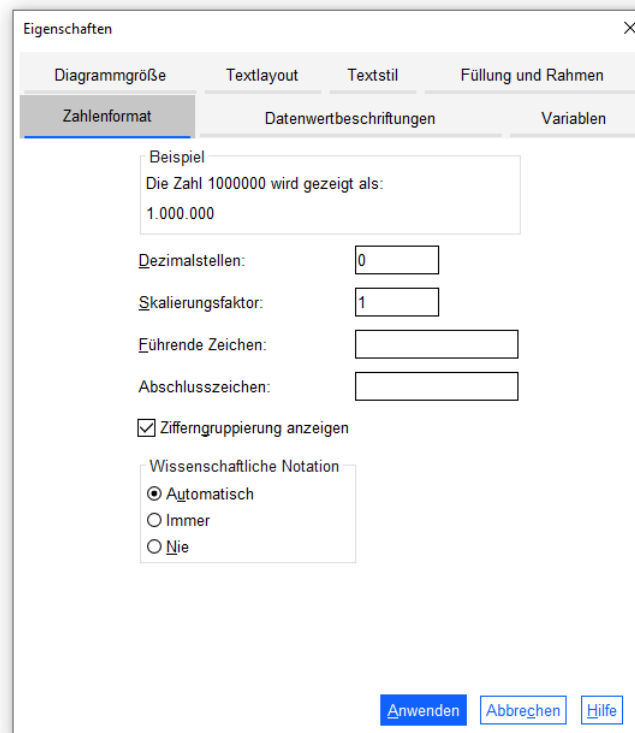 Eigenschaften
Diagrammgröße Textlayout Textstil Füllung und Rahmen
Zahlenformat Datenwertbeschriftungen Variablen
Beispiel
Die Zahl 1000000 wird gezeigt als:
1.000.000
Dezimalstellen: 0
Skalierungsfaktor: 1
Führende Zeichen:
Abschlusszeichen:
Zifferngruppierung anzeigen
Wissenschaftliche Notation
Automatisch
Immer
Nie
Anwenden Abbrechen Hilfe